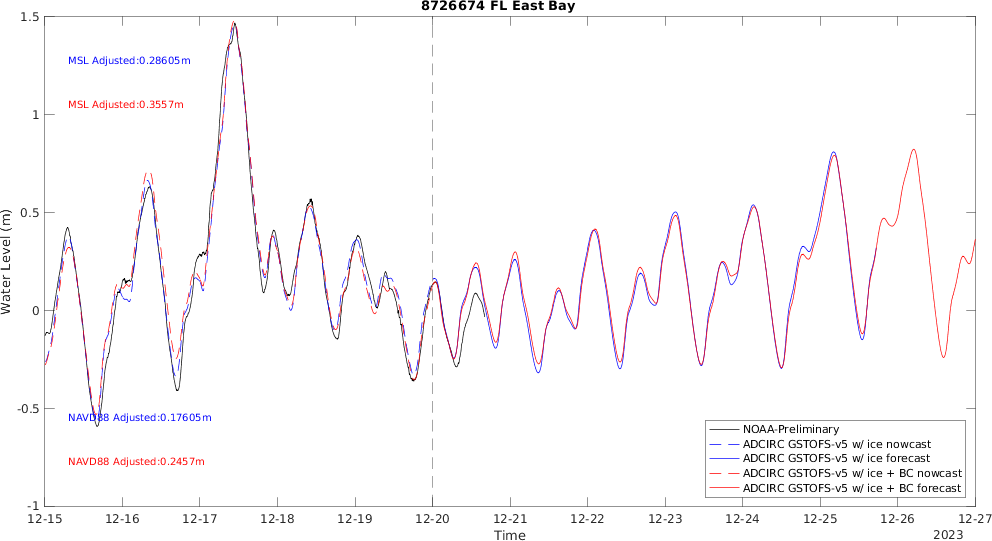 8726674 FL East Bay
1.5
1
0.5
0
-0.5
-1
Water Level (m)
MSL Adjusted:0.28605m
MSL Adjusted:0.3557m
NAVD88 Adjusted:0.17605m
NAVD88 Adjusted:0.2457m
NOAA-Preliminary
ADCIRC GSTOFS-v5 w/ ice nowcast
ADCIRC GSTOFS-v5 w/ ice forecast
ADCIRC GSTOFS-v5 w/ ice + BC nowcast
ADCIRC GSTOFS-v5 w/ ice + BC forecast
12-15 12-16 12-17 12-18 12-19 12-20 12-21 12-22 12-23 12-24 12-25 12-26 12-27
Time
2023